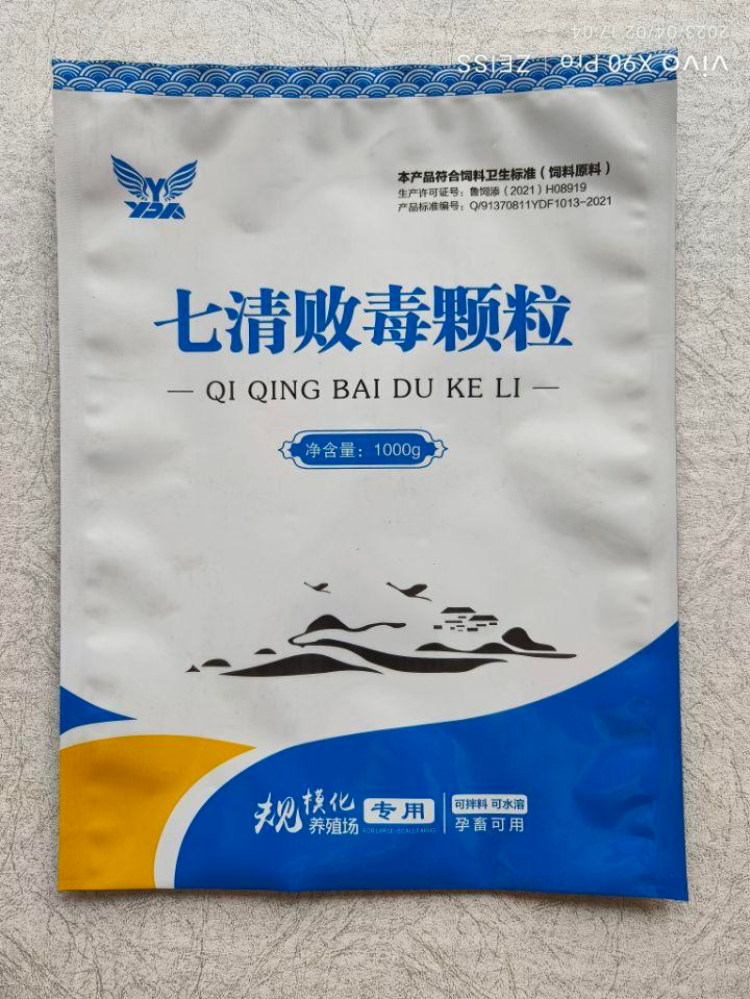 2023/04/02 17:04
vivo X90 Pro | ZEISS
YDA
本产品符合饲料卫生标准（饲料原料）
生产许可证号：鲁饲添（2021）H08919
产品标准编号：Q/91370811YDF1013-2021
七清败毒颗粒
— QI QING BAI DU KE LI —
净含量：1000g
规模化
养殖场
专用
FOR LARGE-SCALE FARMS
可拌料 可水溶
孕畜可用